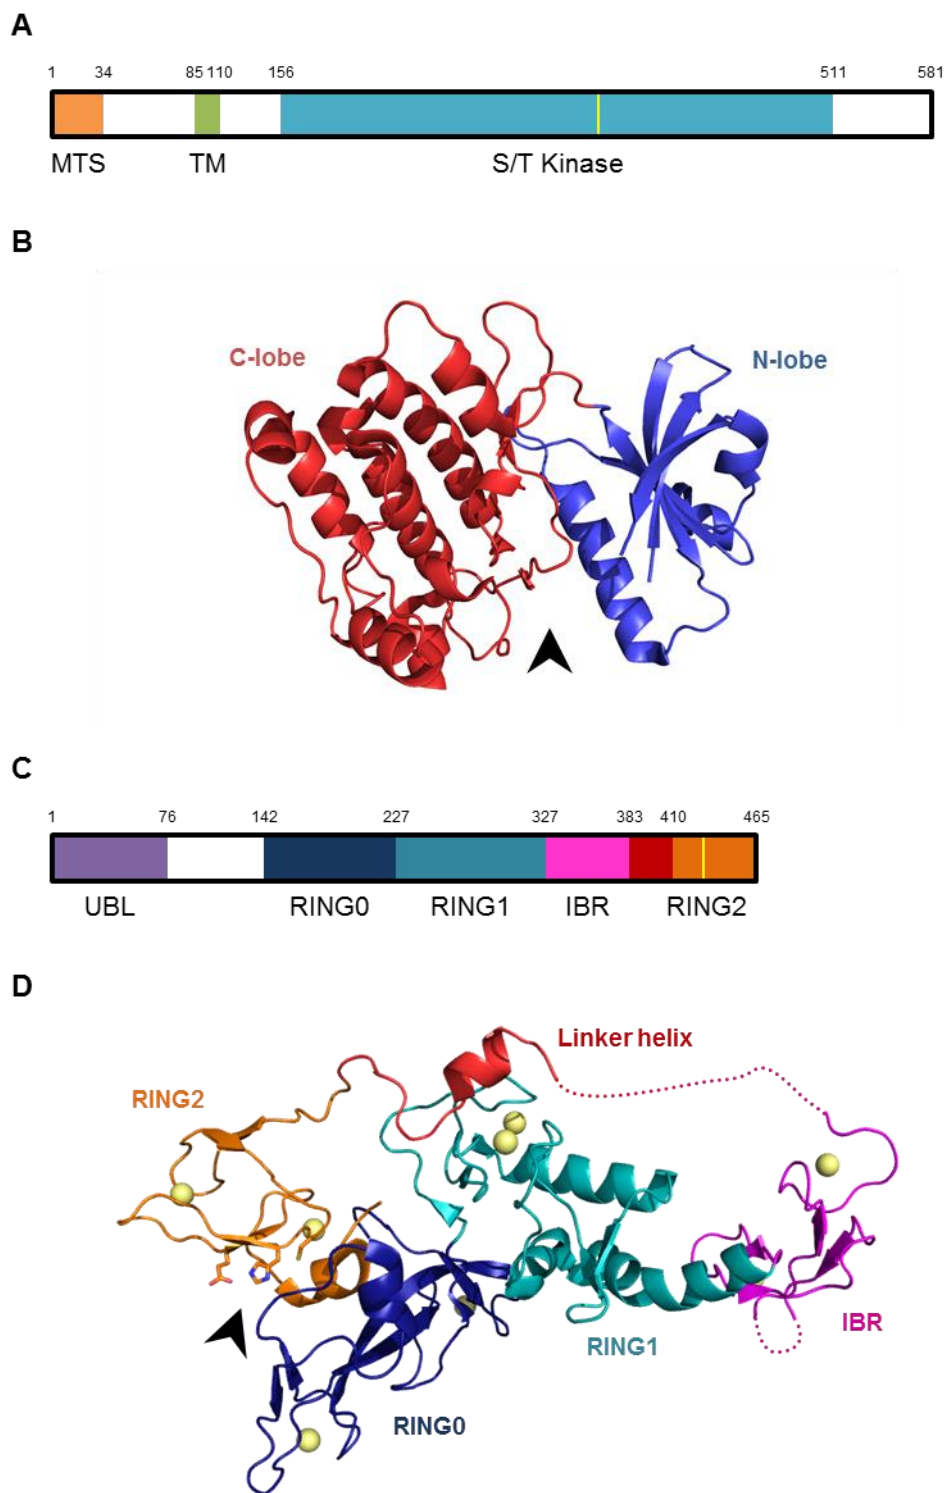 A
1 34 85 110 156 511 581
MTS TM S/T Kinase
B
C-lobe N-lobe
C
1 76 142 227 327 383 410 465
UBL RING0 RING1 IBR RING2
D
Linker helix
RING2
IBR
RING1
RING0